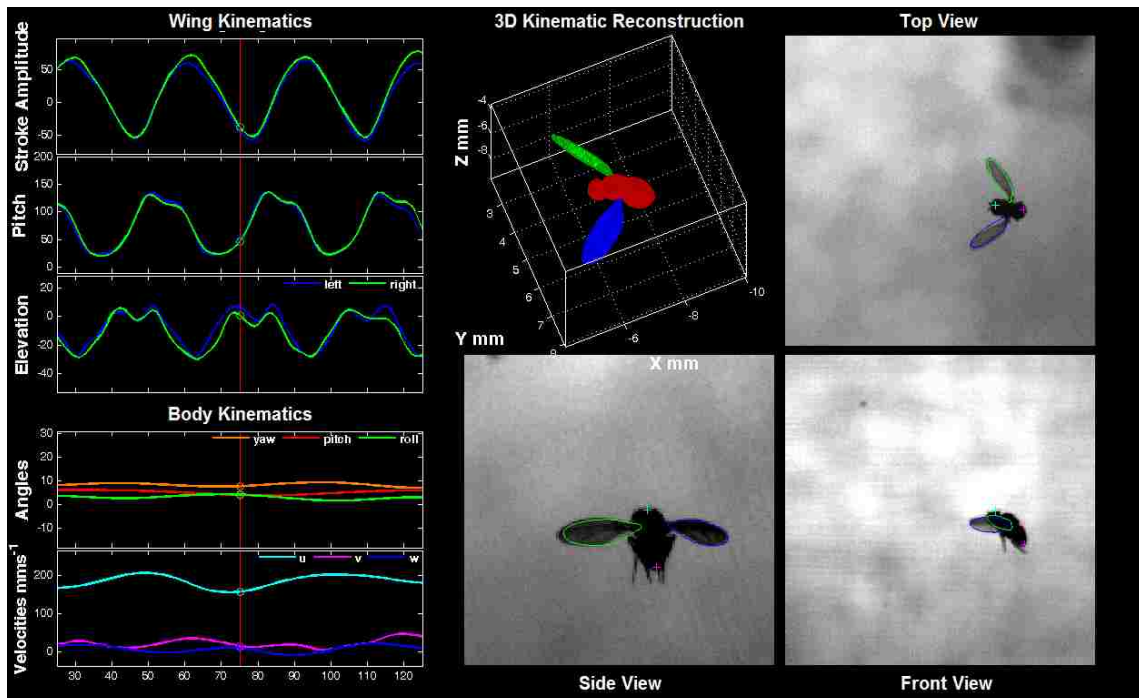 Wing Kinematics
Stroke Amplitude
50
0
-50
Pitch
200
150
100
50
0
left right
Elevation
20
0
-20
-40
Body Kinematics
yaw pitch roll
Angles
30
20
10
0
-10
u v w
Velocities mms-1
200
100
0
30 40 50 60 70 80 90 100 110 120
3D Kinematic Reconstruction
Z mm
-4
-6
-8
3
4
5
6
7
8
Y mm
-6
-8
-10
X mm
Top View
Side View
Front View